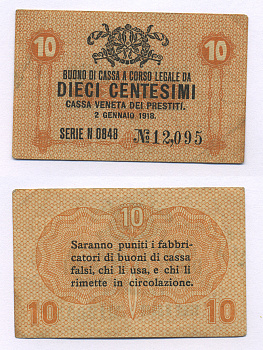 10 10
BUONO DI CASSA A CORSO LEGALE DA
DIECI CENTESIMI
CASSA VENETA DEI PRESTITI.
2 GENNAIO 1918.
SERIE N.0848 .№12,095
10
Saranno puniti i fabbri-
catori di buoni di cassa
falsi, chi li usa, e chi li
rimette in circolazione.
10 10